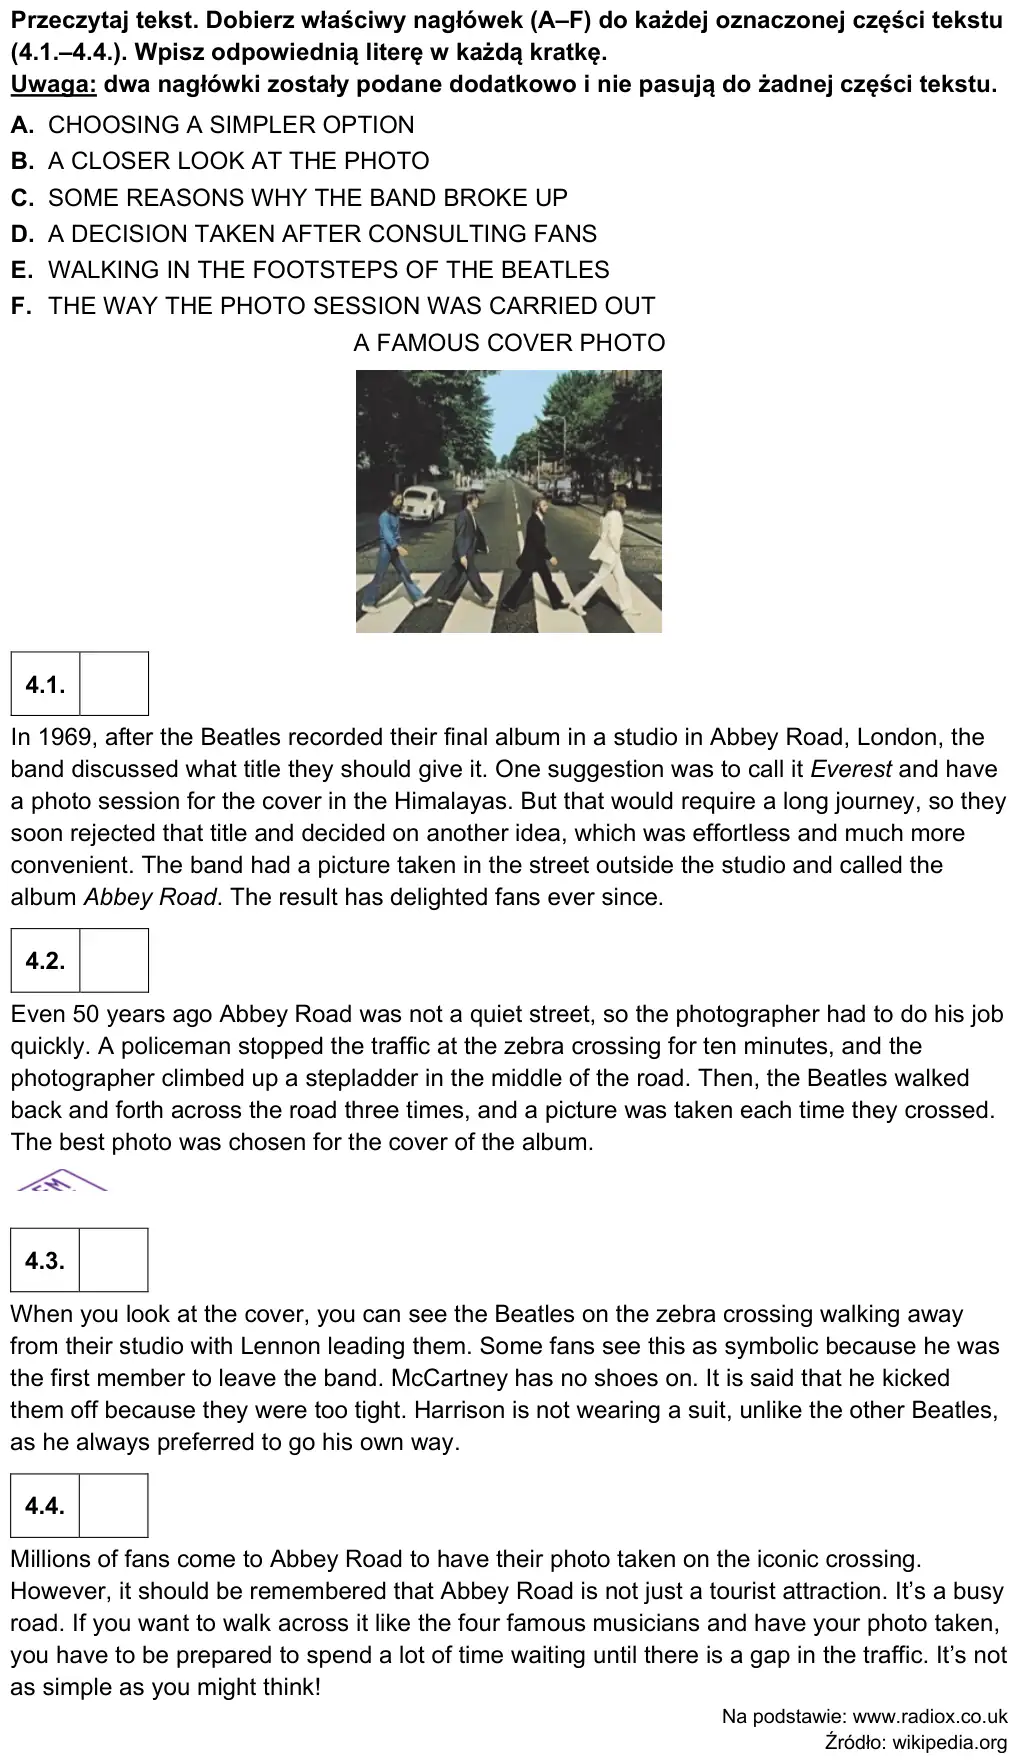 Przeczytaj tekst. Dobierz właściwy nagłówek (A–F) do każdej oznaczonej części tekstu
(4.1.–4.4.). Wpisz odpowiednią literę w każdą kratkę.
Uwaga: dwa nagłówki zostały podane dodatkowo i nie pasują do żadnej części tekstu.
A. CHOOSING A SIMPLER OPTION
B. A CLOSER LOOK AT THE PHOTO
C. SOME REASONS WHY THE BAND BROKE UP
D. A DECISION TAKEN AFTER CONSULTING FANS
E. WALKING IN THE FOOTSTEPS OF THE BEATLES
F. THE WAY THE PHOTO SESSION WAS CARRIED OUT
A FAMOUS COVER PHOTO
4.1.
In 1969, after the Beatles recorded their final album in a studio in Abbey Road, London, the
band discussed what title they should give it. One suggestion was to call it Everest and have
a photo session for the cover in the Himalayas. But that would require a long journey, so they
soon rejected that title and decided on another idea, which was effortless and much more
convenient. The band had a picture taken in the street outside the studio and called the
album Abbey Road. The result has delighted fans ever since.
4.2.
Even 50 years ago Abbey Road was not a quiet street, so the photographer had to do his job
quickly. A policeman stopped the traffic at the zebra crossing for ten minutes, and the
photographer climbed up a stepladder in the middle of the road. Then, the Beatles walked
back and forth across the road three times, and a picture was taken each time they crossed.
The best photo was chosen for the cover of the album.
4.3.
When you look at the cover, you can see the Beatles on the zebra crossing walking away
from their studio with Lennon leading them. Some fans see this as symbolic because he was
the first member to leave the band. McCartney has no shoes on. It is said that he kicked
them off because they were too tight. Harrison is not wearing a suit, unlike the other Beatles,
as he always preferred to go his own way.
4.4.
Millions of fans come to Abbey Road to have their photo taken on the iconic crossing.
However, it should be remembered that Abbey Road is not just a tourist attraction. It's a busy
road. If you want to walk across it like the four famous musicians and have your photo taken,
you have to be prepared to spend a lot of time waiting until there is a gap in the traffic. It's not
as simple as you might think!
Na podstawie: www.radiox.co.uk
Źródło: wikipedia.org